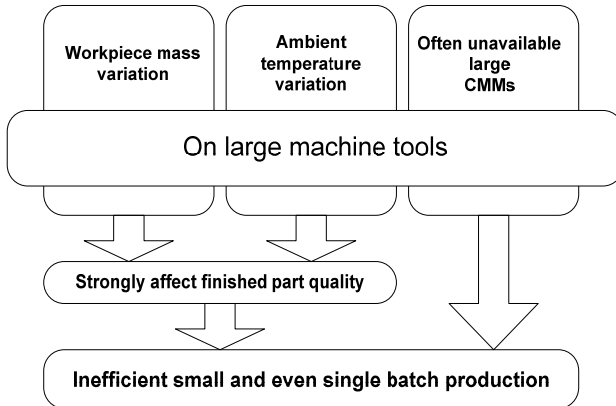 Workpiece mass
variation
Ambient
temperature
variation
Often unavailable
large
CMMs
On large machine tools
Strongly affect finished part quality
Inefficient small and even single batch production